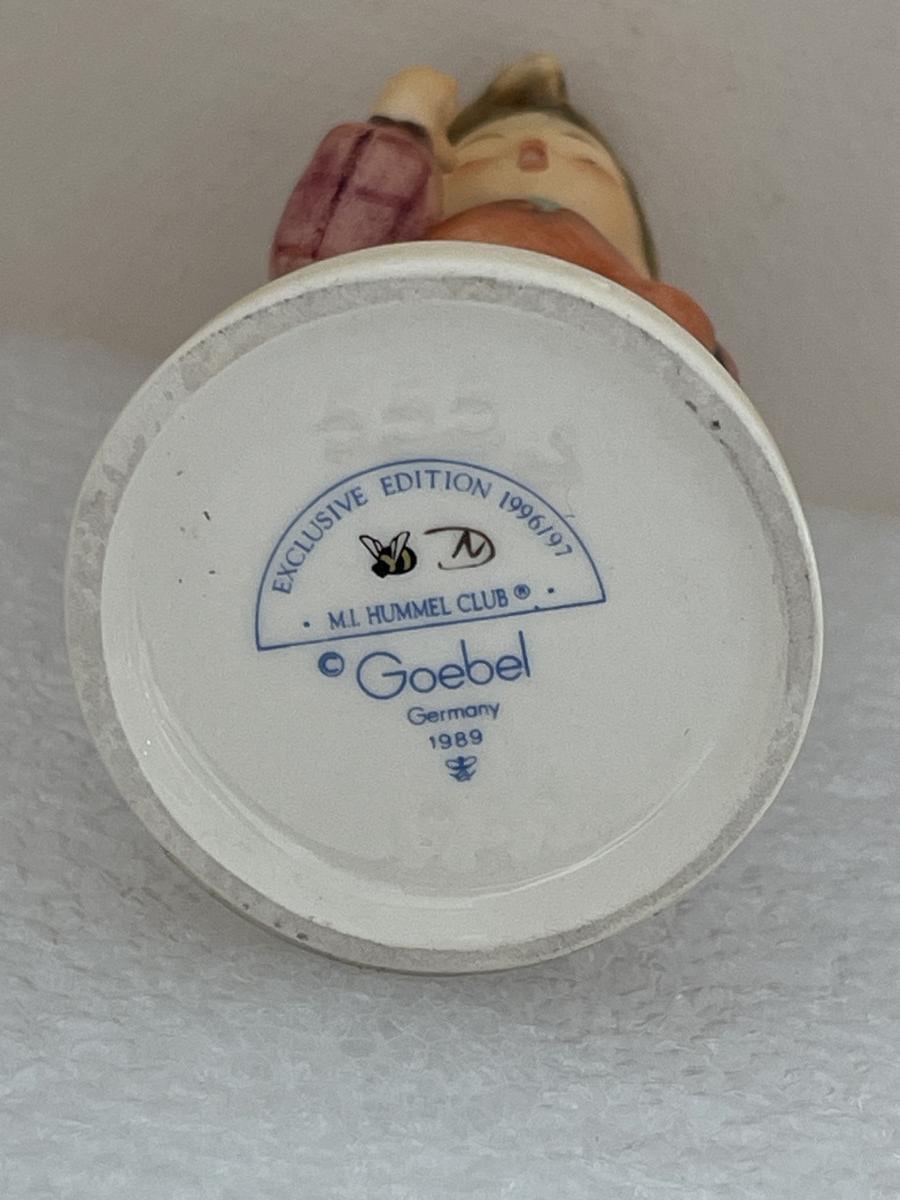 EXCLUSIVE EDITION 1996/97
· M.I. HUMMEL CLUB® ·
© Goebel
Germany
1989